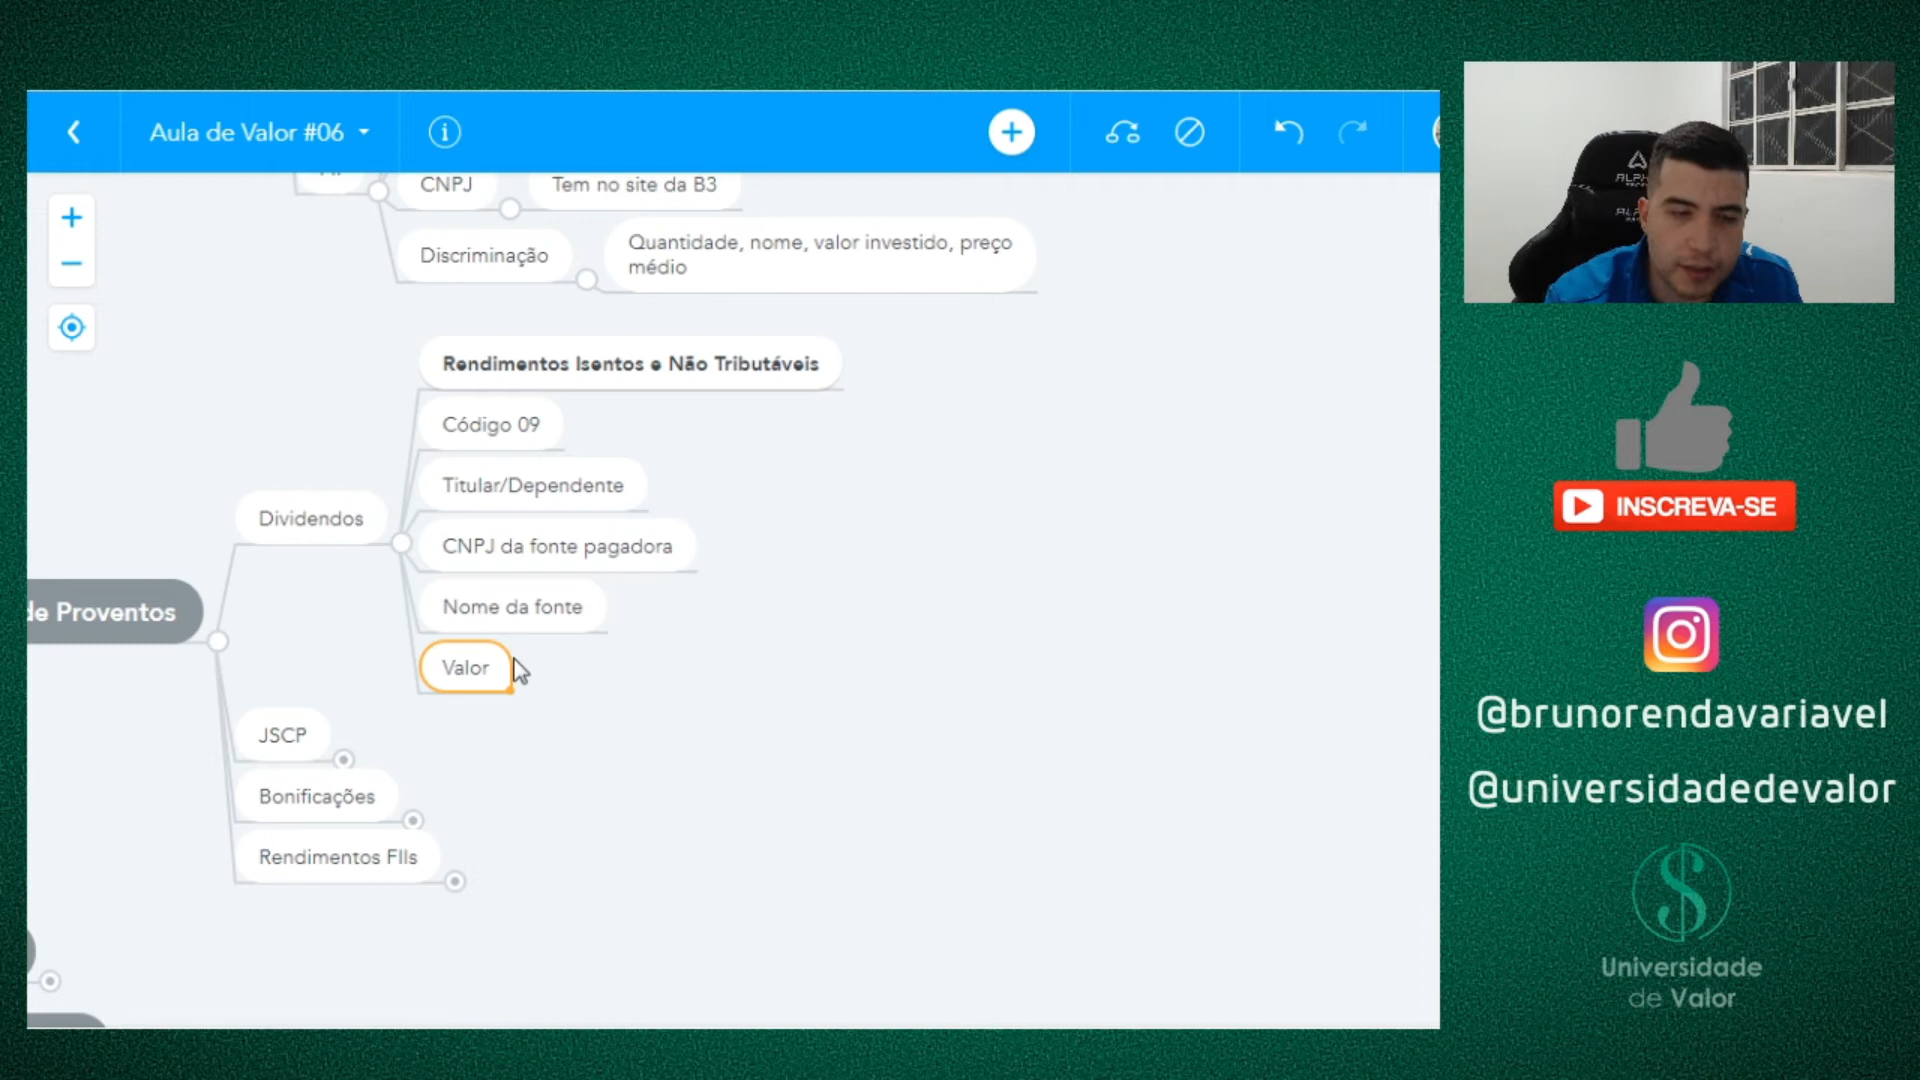 Aula de Valor #06
CNPJ
Tem no site da B3
Discriminação
Quantidade, nome, valor investido, preço
médio
Rendimentos Isentos e Não Tributáveis
Código 09
Titular/Dependente
Dividendos
CNPJ da fonte pagadora
Nome da fonte
de Proventos
Valor
JSCP
Bonificações
Rendimentos FIIs
INSCREVA-SE
@brunorendavariavel
@universidadedevalor
Universidade
de Valor